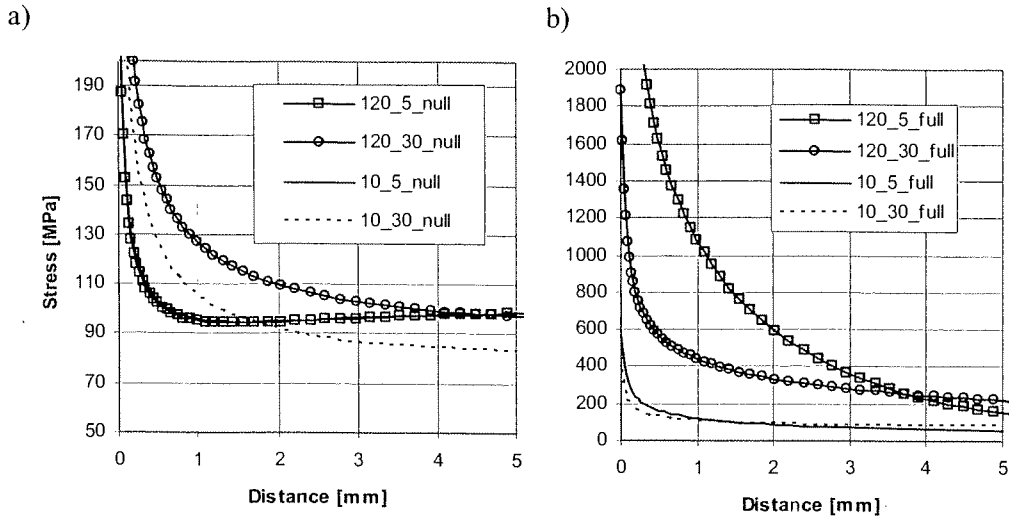 a)
190
170
150
130
110
90
70
50
Stress [MPa]
0 1 2 3 4 5
Distance [mm]
120_5_null
120_30_null
10_5_null
10_30_null
b)
2000
1800
1600
1400
1200
1000
800
600
400
200
0
0 1 2 3 4 5
Distance [mm]
120_5_full
120_30_full
10_5_full
10_30_full